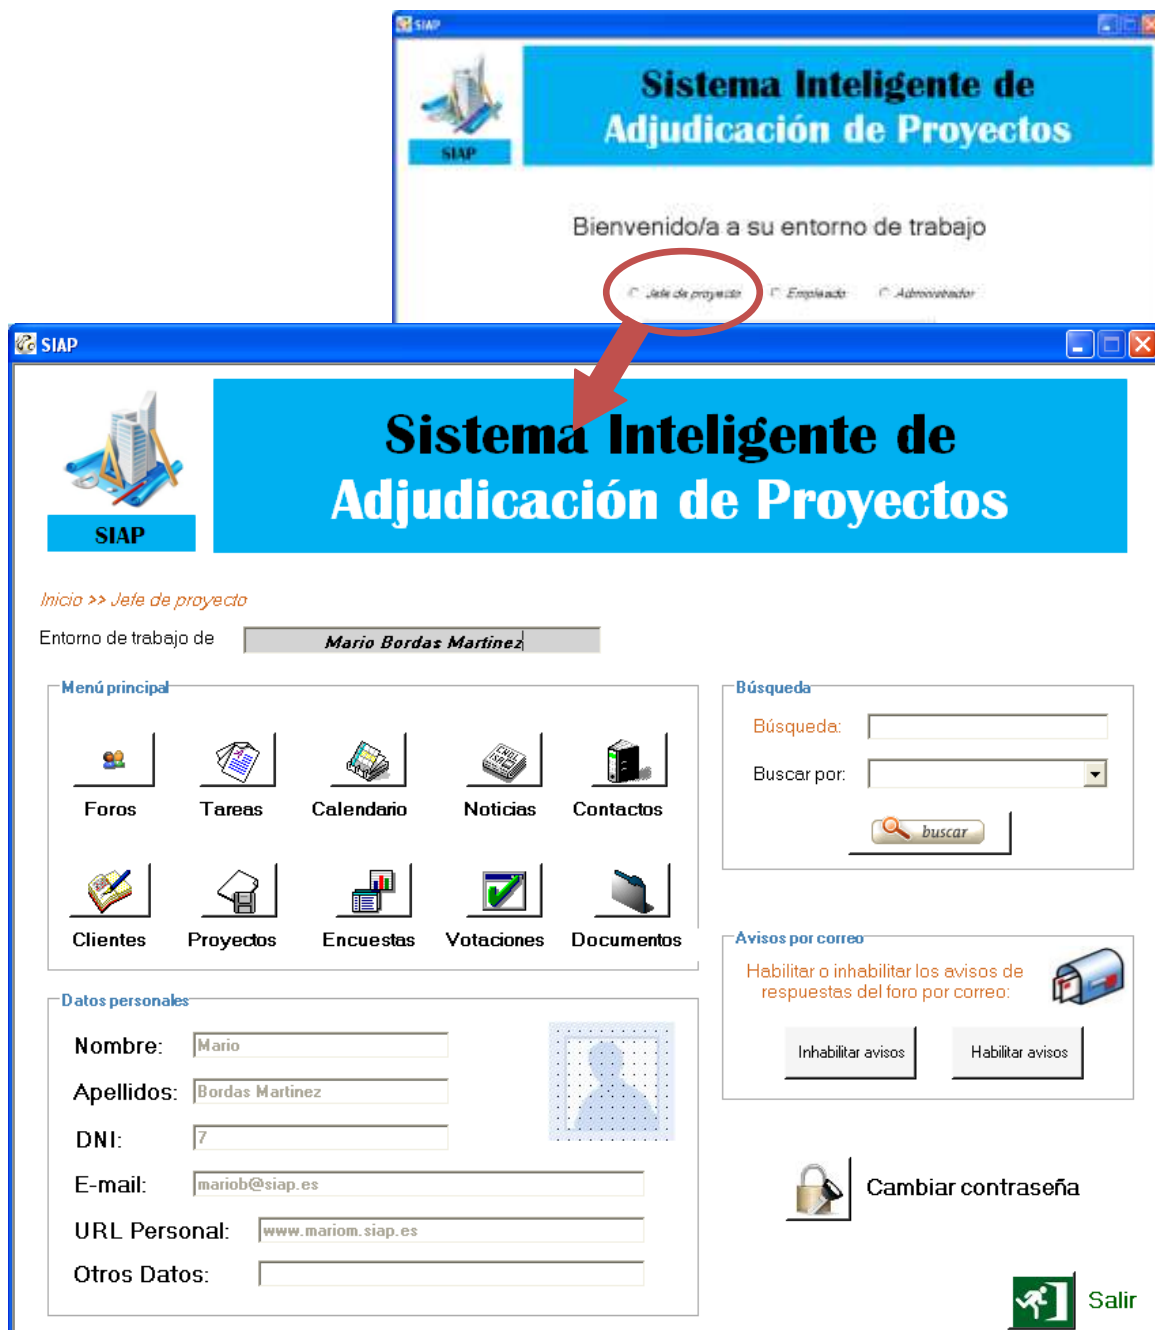 SIAP
Sistema Inteligente de
Adjudicación de Proyectos
SIAP
Bienvenido/a a su entorno de trabajo
Jefe de proyecto
Empleado
Administrador
SIAP
Sistema Inteligente de
Adjudicación de Proyectos
SIAP
Inicio >> Jefe de proyecto
Entorno de trabajo de
Mario Bordas Martinez
Menú principal
Foros
Tareas
Calendario
Noticias
Contactos
Clientes
Proyectos
Encuestas
Votaciones
Documentos
Búsqueda
Búsqueda:
Buscar por:
buscar
Avisos por correo
Habilitar o inhabilitar los avisos de
respuestas del foro por correo:
Inhabilitar avisos
Habilitar avisos
Datos personales
Nombre: Mario
Apellidos: Bordas Martinez
DNI: 7
E-mail: mariob@siap.es
URL Personal: www.mariom.siap.es
Otros Datos:
Cambiar contraseña
Salir